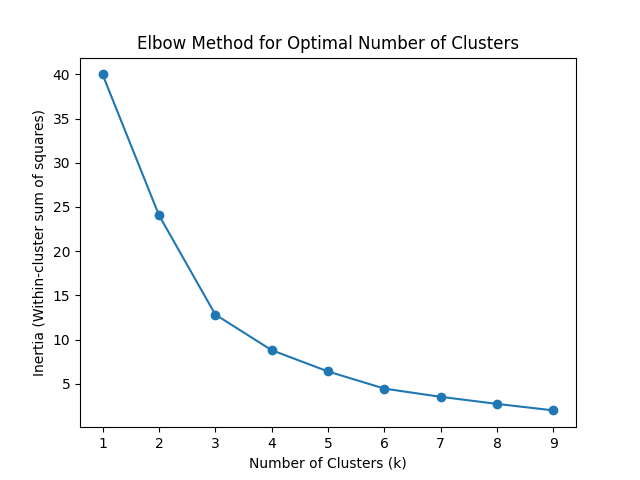 Elbow Method for Optimal Number of Clusters
40
35
30
25
20
15
10
5
Inertia (Within-cluster sum of squares)
1 2 3 4 5 6 7 8 9
Number of Clusters (k)